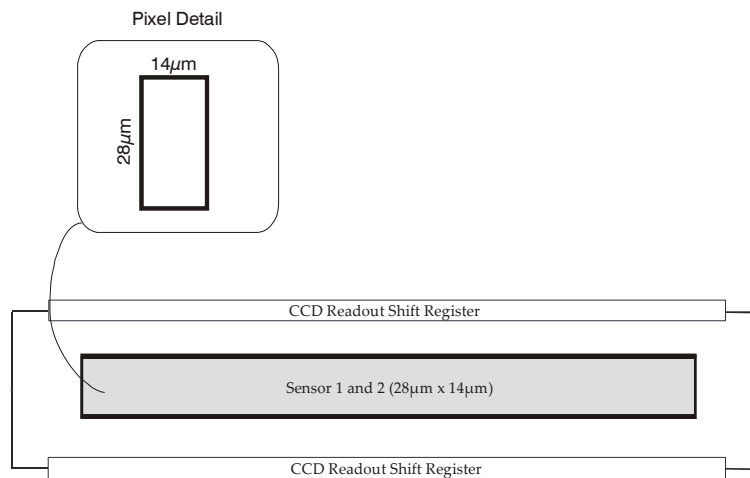 Pixel Detail
14µm
28µm
CCD Readout Shift Register
Sensor 1 and 2 (28µm x 14µm)
CCD Readout Shift Register